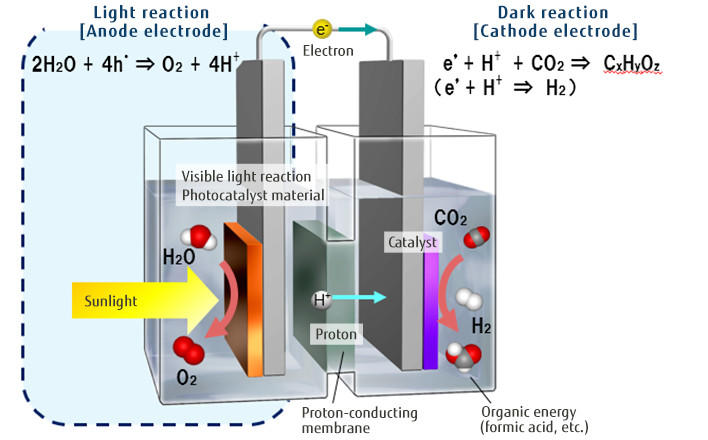 Light reaction
[Anode electrode]
2H₂O + 4h⁺ ⇒ O₂ + 4H⁺
e⁻
Electron
Dark reaction
[Cathode electrode]
e⁻ + H⁺ + CO₂ ⇒ CxHyOz
( e⁻ + H⁺ ⇒ H₂ )
Visible light reaction
Photocatalyst material
H₂O
Sunlight
O₂
H⁺
Proton
Catalyst
CO₂
H₂
Proton-conducting
membrane
Organic energy
(formic acid, etc.)